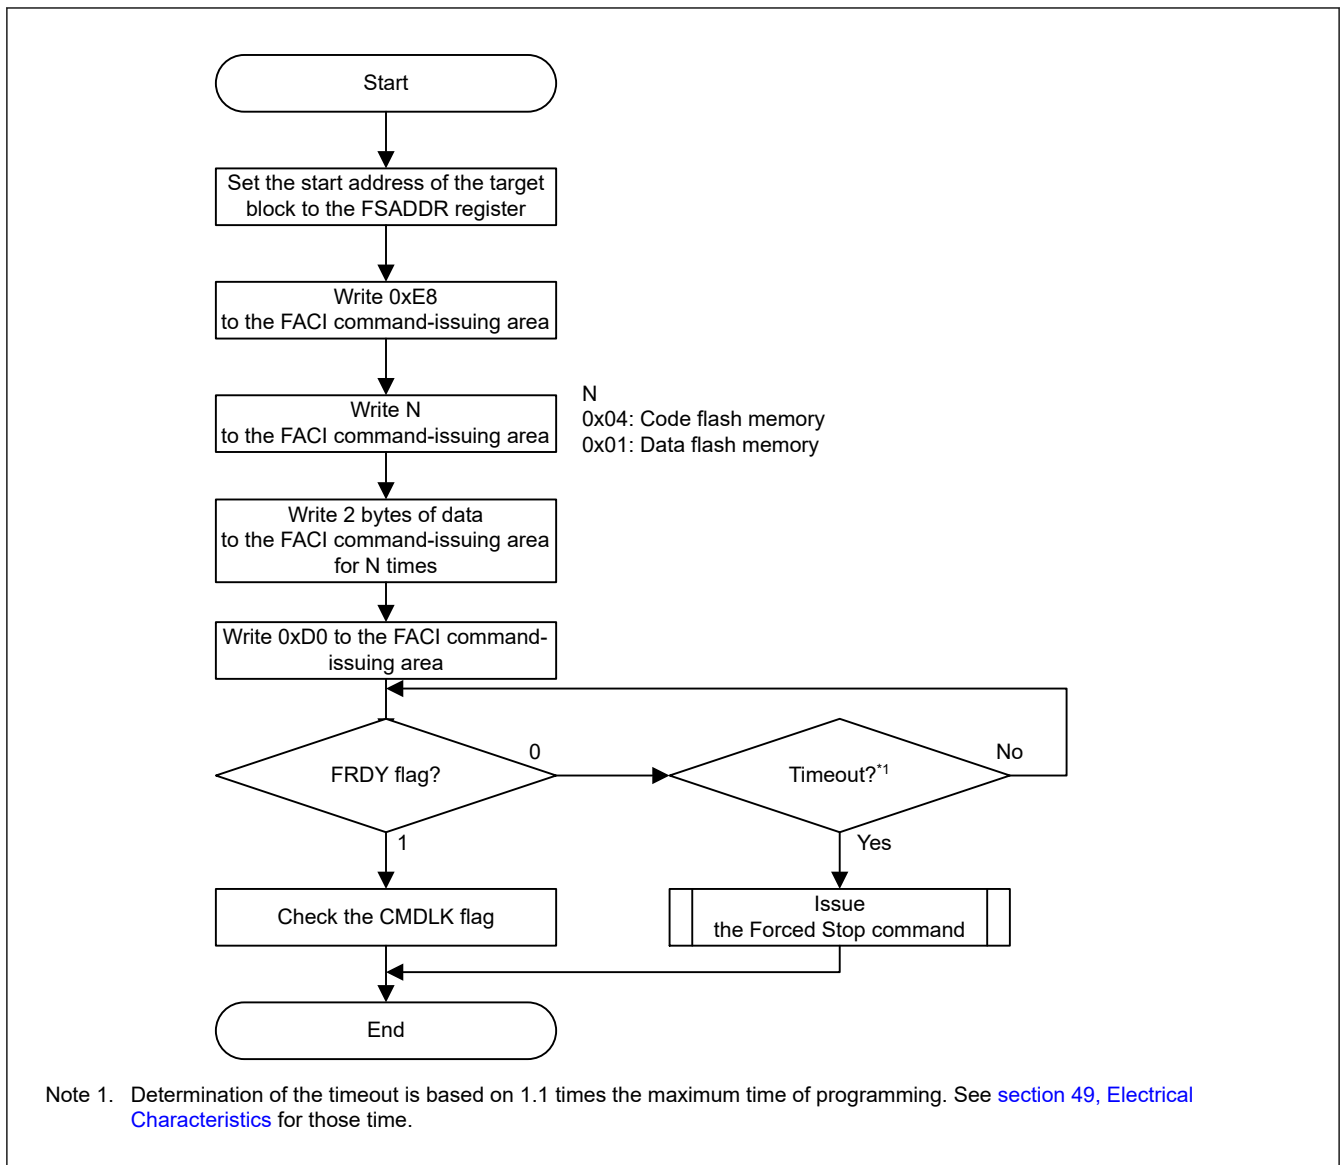 Start
Set the start address of the target
block to the FSADDR register
Write 0xE8
to the FACI command-issuing area
Write N
to the FACI command-issuing area
N
0x04: Code flash memory
0x01: Data flash memory
Write 2 bytes of data
to the FACI command-issuing area
for N times
Write 0xD0 to the FACI command-
issuing area
FRDY flag?
0
Timeout?*1
No
1
Yes
Check the CMDLK flag
Issue
the Forced Stop command
End
Note 1. Determination of the timeout is based on 1.1 times the maximum time of programming. See section 49, Electrical
Characteristics for those time.